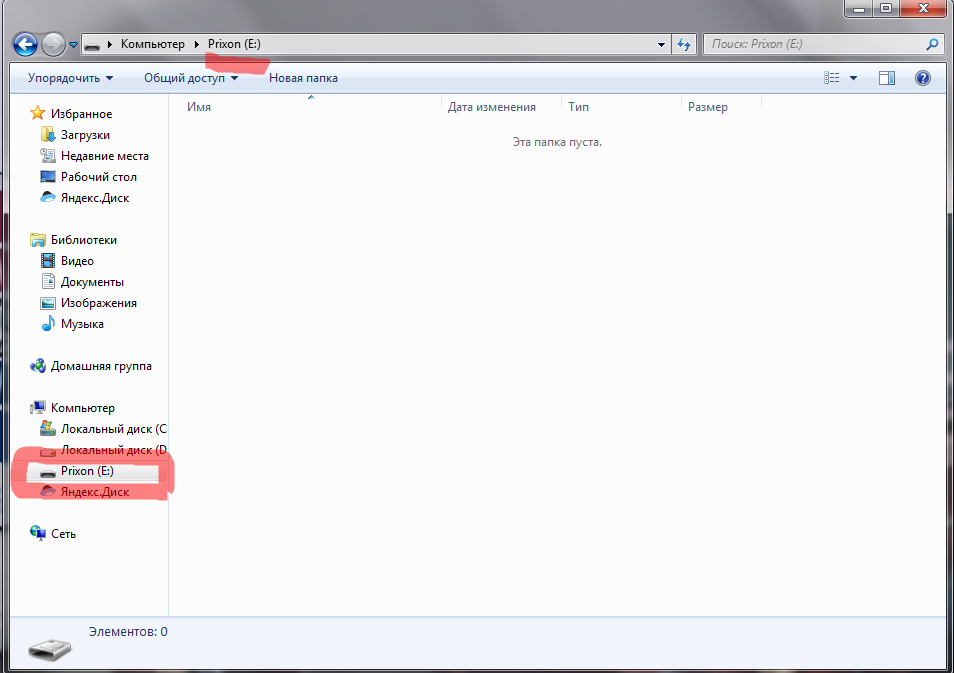 Компьютер Prixon (E:) Поиск: Prixon (E:)
Упорядочить Общий доступ Новая папка
Имя Дата изменения Тип Размер
Эта папка пуста.
Избранное
Загрузки
Недавние места
Рабочий стол
Яндекс.Диск
Библиотеки
Видео
Документы
Изображения
Музыка
Домашняя группа
Компьютер
Локальный диск (C
Локальный диск (D
Prixon (E:)
Яндекс.Диск
Сеть
Элементов: 0